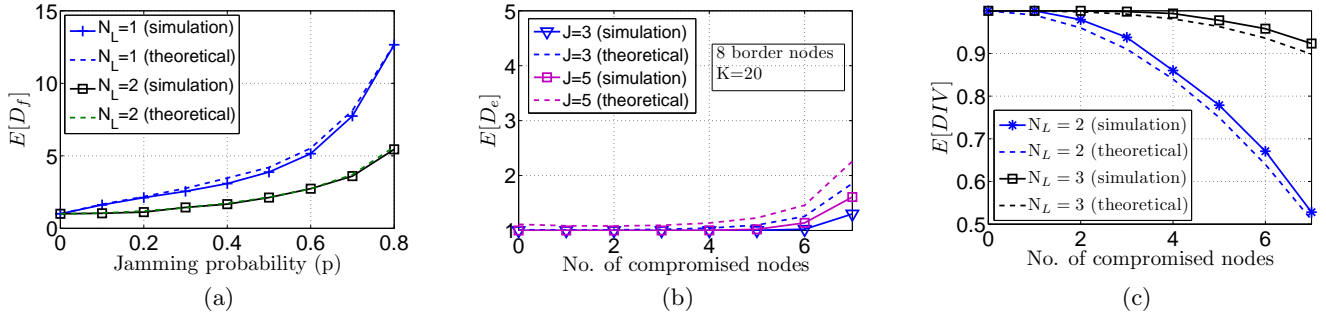 15
10
5
1
0
0.2
0.4
0.6
0.8
E[D_f]
Jamming probability (p)
N_L=1 (simulation)
N_L=1 (theoretical)
N_L=2 (simulation)
N_L=2 (theoretical)
(a)
5
4
3
2
1
0
2
4
6
E[D_e]
No. of compromised nodes
J=3 (simulation)
J=3 (theoretical)
J=5 (simulation)
J=5 (theoretical)
8 border nodes
K=20
(b)
0.9
0.8
0.7
0.6
0.5
0
2
4
6
E[DIV]
No. of compromised nodes
N_L = 2 (simulation)
N_L = 2 (theoretical)
N_L = 3 (simulation)
N_L = 3 (theoretical)
(c)